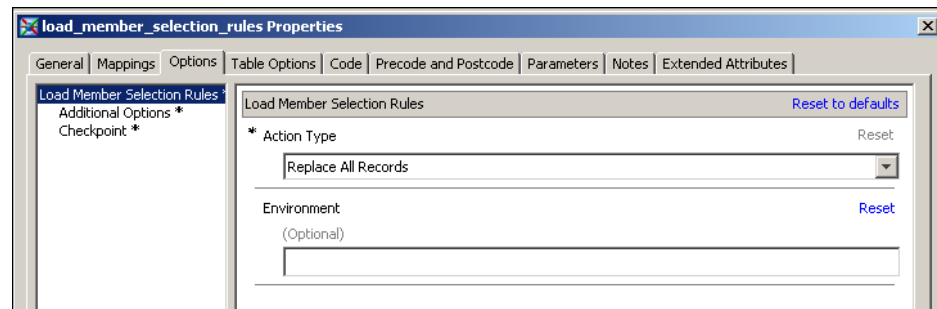 load_member_selection_rules Properties
General Mappings Options Table Options Code Precode and Postcode Parameters Notes Extended Attributes
Load Member Selection Rules *
Additional Options *
Checkpoint *
Load Member Selection Rules Reset to defaults
* Action Type Reset
Replace All Records
Environment Reset
(Optional)